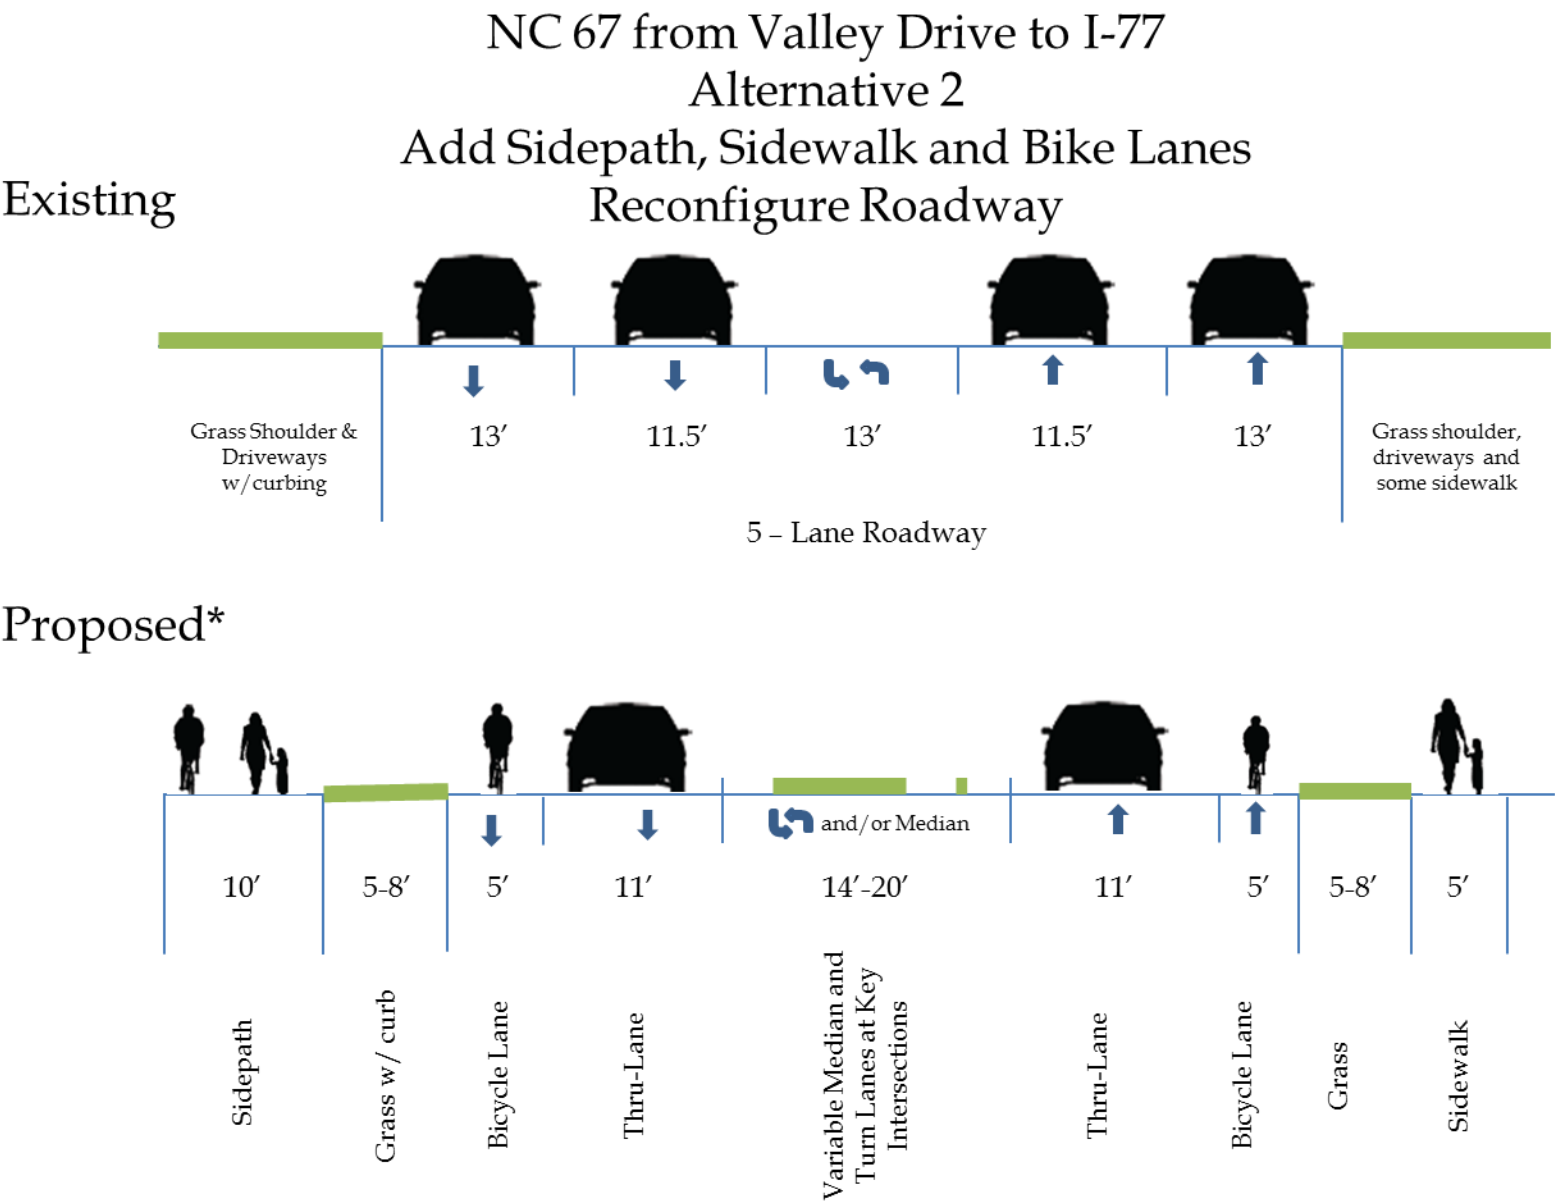 NC 67 from Valley Drive to I-77
Alternative 2
Add Sidepath, Sidewalk and Bike Lanes
Reconfigure Roadway
Existing
Grass Shoulder &
Driveways
w/curbing
13′
11.5′
13′
11.5′
13′
Grass shoulder,
driveways and
some sidewalk
5 – Lane Roadway
Proposed*
and/or Median
10′
5-8′
5′
11′
14′-20′
11′
5′
5-8′
5′
Sidepath
Grass w/ curb
Bicycle Lane
Thru-Lane
Variable Median and
Turn Lanes at Key
Intersections
Thru-Lane
Bicycle Lane
Grass
Sidewalk